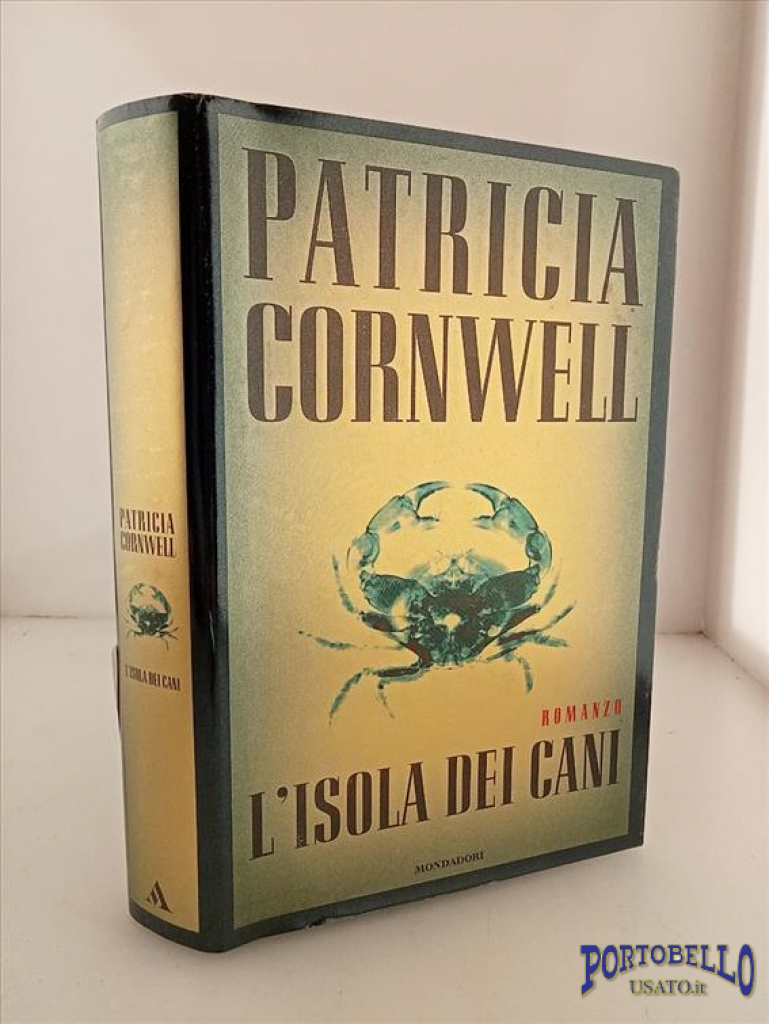 PATRICIA
CORNWELL
ROMANZO
L'ISOLA DEI CANI
MONDADORI
PATRICIA
CORNWELL
L'ISOLA DEI CANI
PORTOBELLO
USATO.it